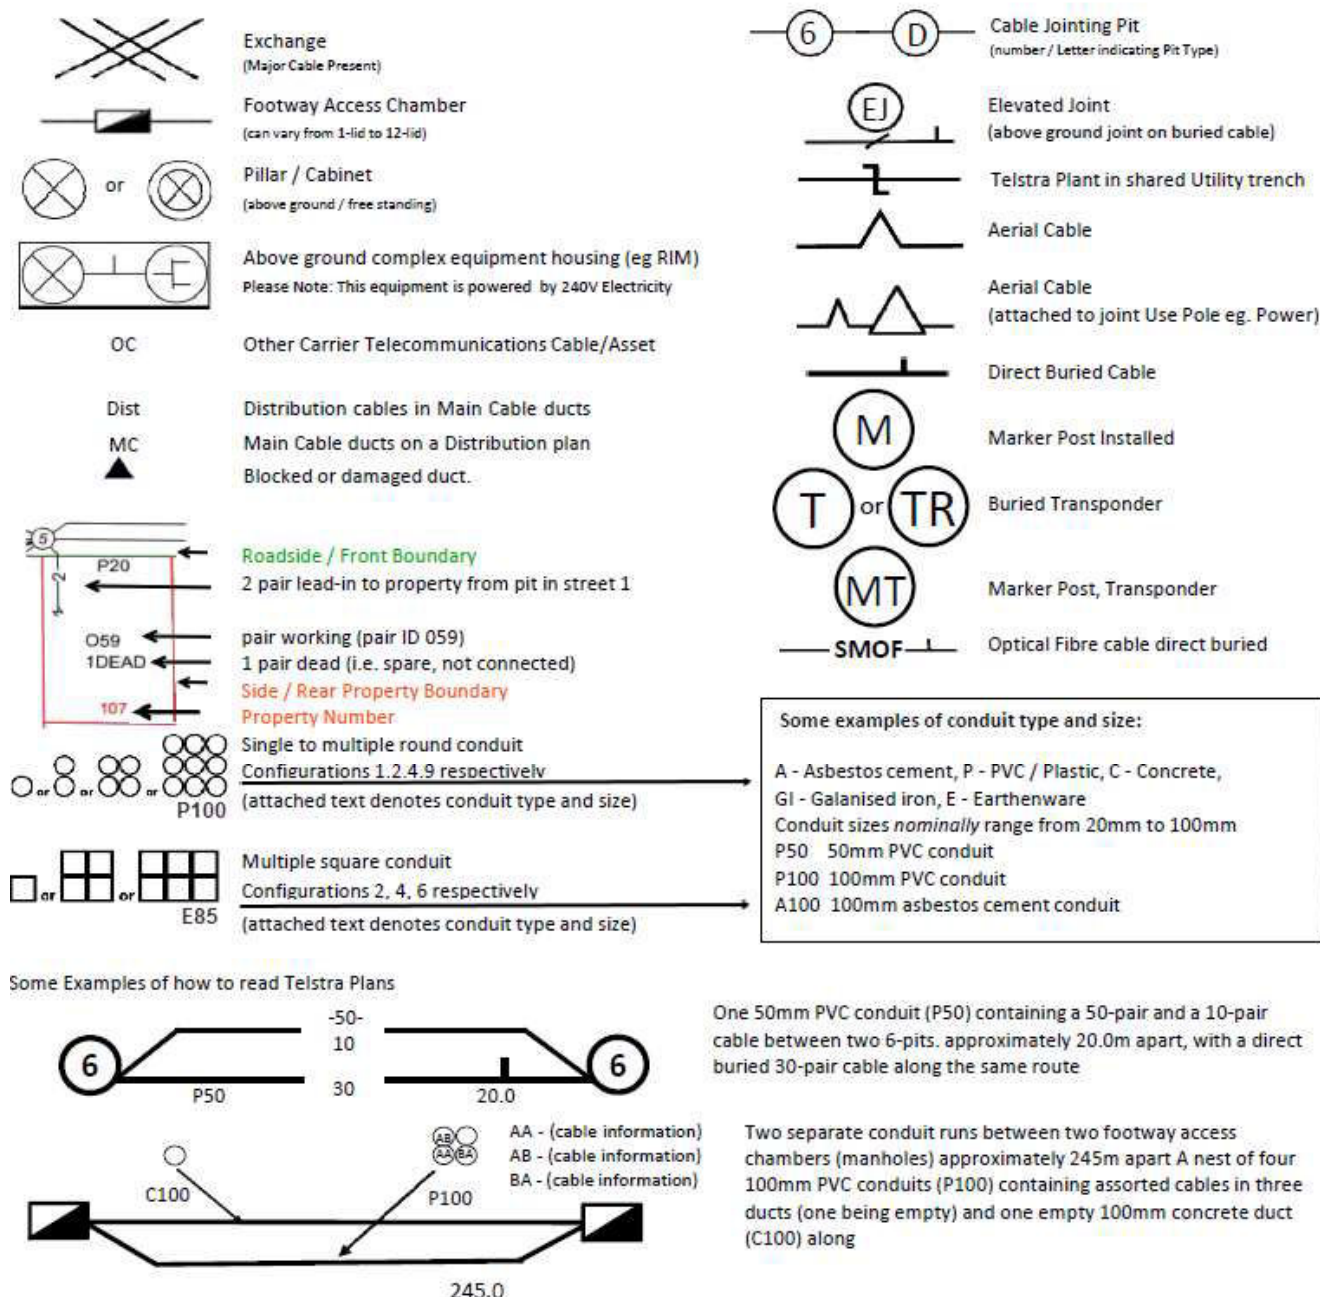 Exchange
(Major Cable Present)
Footway Access Chamber
(can vary from 1-lid to 12-lid)
or
Pillar / Cabinet
(above ground / free standing)
Above ground complex equipment housing (eg RIM)
Please Note: This equipment is powered by 240V Electricity
OC
Other Carrier Telecommunications Cable/Asset
Dist
Distribution cables in Main Cable ducts
MC
Main Cable ducts on a Distribution plan
Blocked or damaged duct.
5
P20
2
Roadside / Front Boundary
2 pair lead-in to property from pit in street 1
O59
pair working (pair ID 059)
1DEAD
1 pair dead (i.e. spare, not connected)
Side / Rear Property Boundary
107
Property Number
Single to multiple round conduit
Configurations 1.2.4.9 respectively
or or or
P100
(attached text denotes conduit type and size)
Multiple square conduit
Configurations 2, 4, 6 respectively
or or
E85
(attached text denotes conduit type and size)
6 D
Cable Jointing Pit
(number / Letter indicating Pit Type)
EJ
Elevated Joint
(above ground joint on buried cable)
Telstra Plant in shared Utility trench
Aerial Cable
Aerial Cable
(attached to joint Use Pole eg. Power)
Direct Buried Cable
M
Marker Post Installed
T or TR
Buried Transponder
MT
Marker Post, Transponder
SMOF
Optical Fibre cable direct buried
Some examples of conduit type and size:
A - Asbestos cement, P - PVC / Plastic, C - Concrete,
GI - Galanised iron, E - Earthenware
Conduit sizes nominally range from 20mm to 100mm
P50 50mm PVC conduit
P100 100mm PVC conduit
A100 100mm asbestos cement conduit
Some Examples of how to read Telstra Plans
-50-
10
6 6
P50 30 20.0
One 50mm PVC conduit (P50) containing a 50-pair and a 10-pair
cable between two 6-pits. approximately 20.0m apart, with a direct
buried 30-pair cable along the same route
AB
AA BA
C100
P100
AA - (cable information)
AB - (cable information)
BA - (cable information)
245.0
Two separate conduit runs between two footway access
chambers (manholes) approximately 245m apart A nest of four
100mm PVC conduits (P100) containing assorted cables in three
ducts (one being empty) and one empty 100mm concrete duct
(C100) along